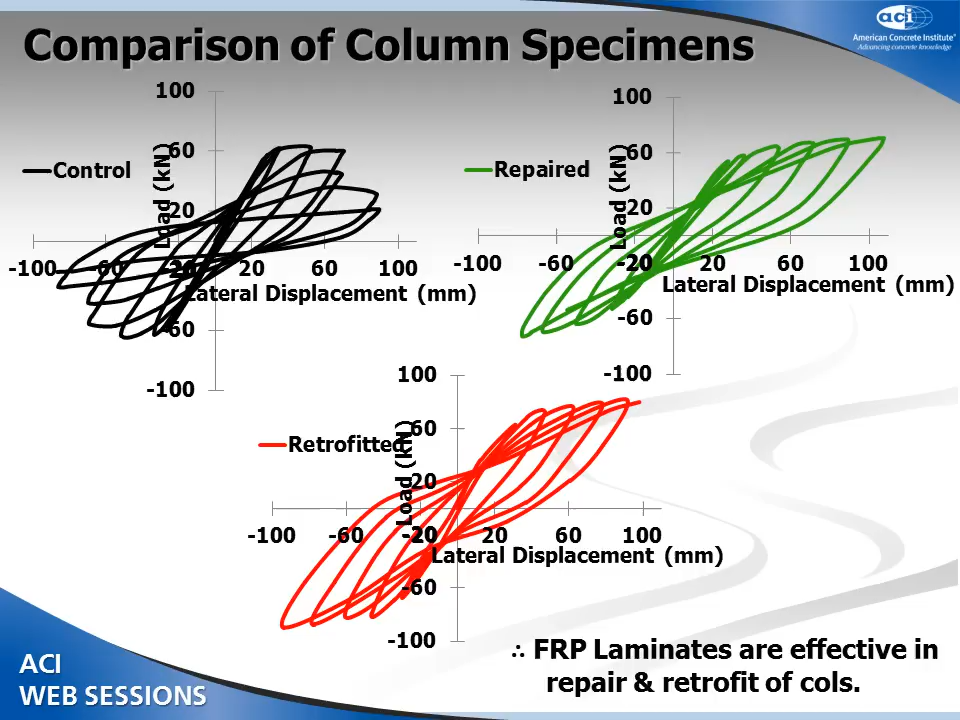 Comparison of Column Specimens
aci
American Concrete Institute®
Advancing concrete knowledge
100
60
20
-20
-60
-100
-100 -60 -20 20 60 100
Load (kN)
Lateral Displacement (mm)
Control
100
60
20
-20
-60
-100
-100 -60 -20 20 60 100
Load (kN)
Lateral Displacement (mm)
Repaired
100
60
20
-20
-60
-100
-100 -60 -20 20 60 100
Load (kN)
Lateral Displacement (mm)
Retrofitted
∴ FRP Laminates are effective in
repair & retrofit of cols.
ACI
WEB SESSIONS